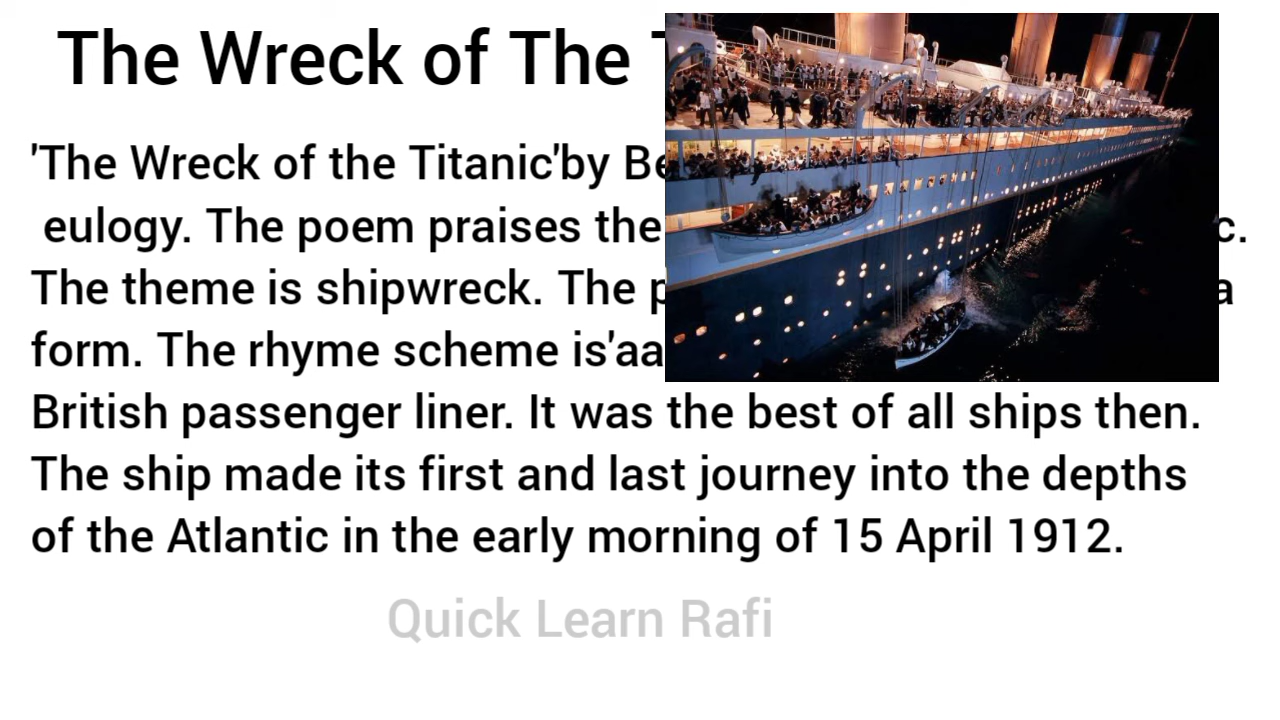 The Wreck of The
'The Wreck of the Titanic'by
eulogy. The poem praises the c.
The theme is shipwreck. The a
form. The rhyme scheme is'aa
British passenger liner. It was the best of all ships then.
The ship made its first and last journey into the depths
of the Atlantic in the early morning of 15 April 1912.
Quick Learn Rafi